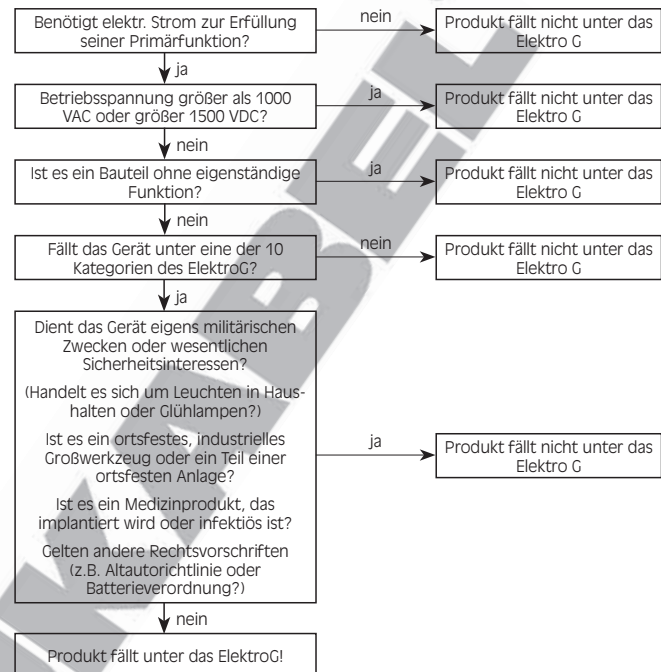 Benötigt elektr. Strom zur Erfüllung
seiner Primärfunktion?
nein
Produkt fällt nicht unter das
Elektro G
ja
Betriebsspannung größer als 1000
VAC oder größer 1500 VDC?
ja
Produkt fällt nicht unter das
Elektro G
nein
Ist es ein Bauteil ohne eigenständige
Funktion?
ja
Produkt fällt nicht unter das
Elektro G
nein
Fällt das Gerät unter eine der 10
Kategorien des ElektroG?
nein
Produkt fällt nicht unter das
Elektro G
ja
Dient das Gerät eigens militärischen
Zwecken oder wesentlichen
Sicherheitsinteressen?
(Handelt es sich um Leuchten in Haus-
halten oder Glühlampen?)
Ist es ein ortsfestes, industrielles
Großwerkzeug oder ein Teil einer
ortsfesten Anlage?
Ist es ein Medizinprodukt, das
implantiert wird oder infektiös ist?
Gelten andere Rechtsvorschriften
(z.B. Altautorichtlinie oder
Batterieverordnung?)
ja
Produkt fällt nicht unter das
Elektro G
nein
Produkt fällt unter das ElektroG!
KABEL